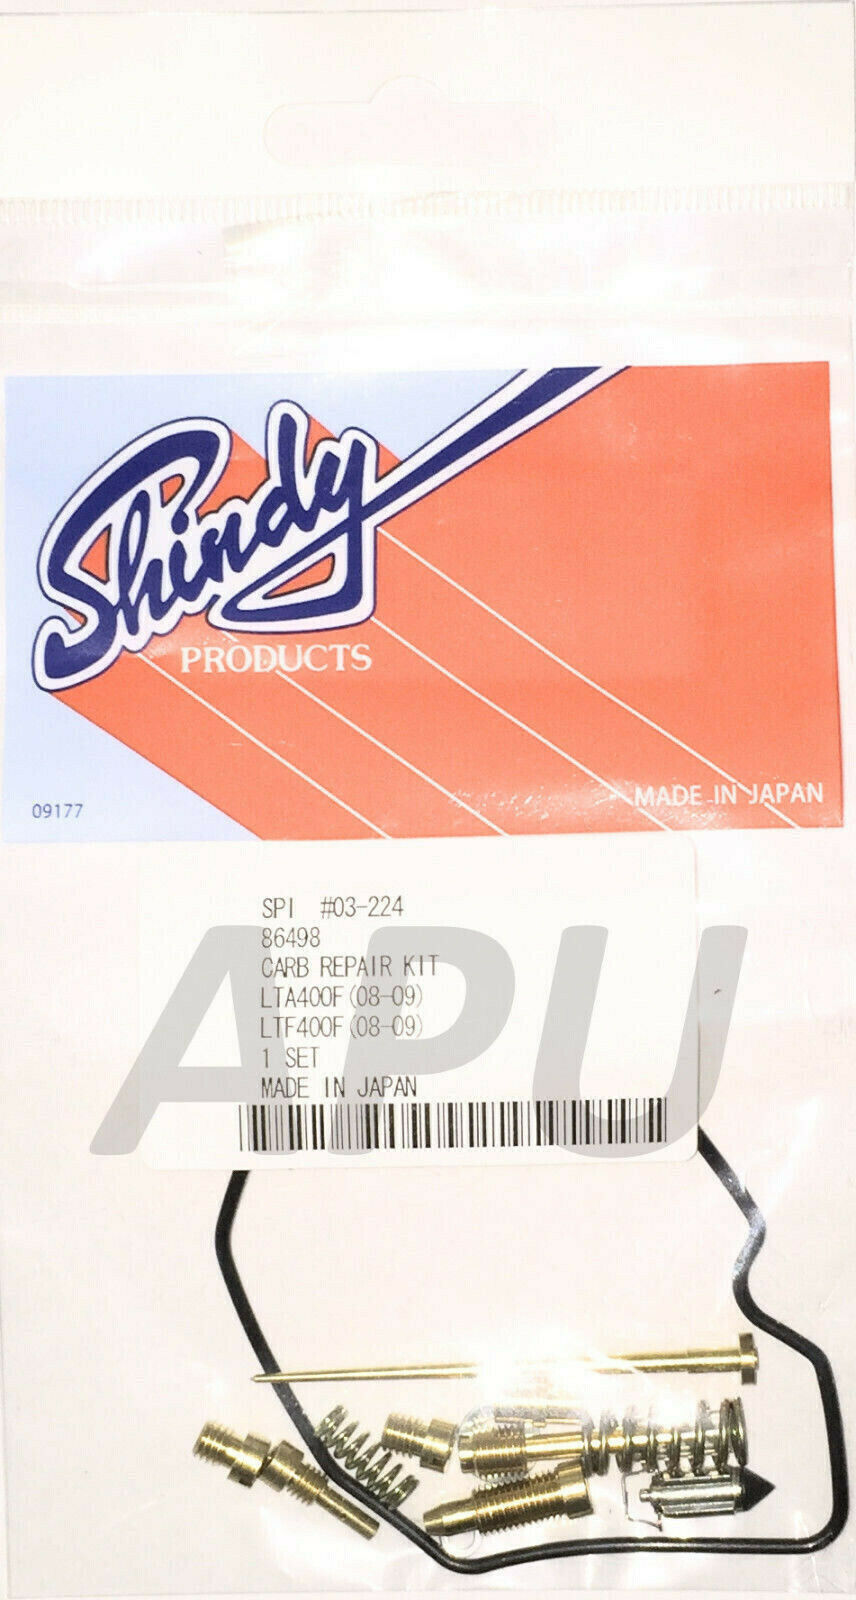 Shindy
PRODUCTS
09177
MADE IN JAPAN
SPI #03-224
86498
CARB REPAIR KIT
LTA400F(08-09)
LTF400F(08-09)
1 SET
MADE IN JAPAN
APU